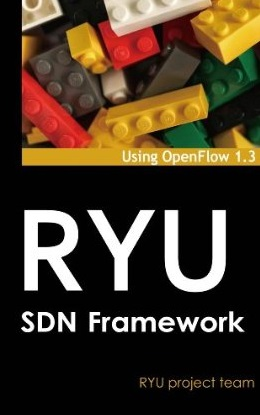 Using OpenFlow 1.3
RYU
SDN Framework
RYU project team